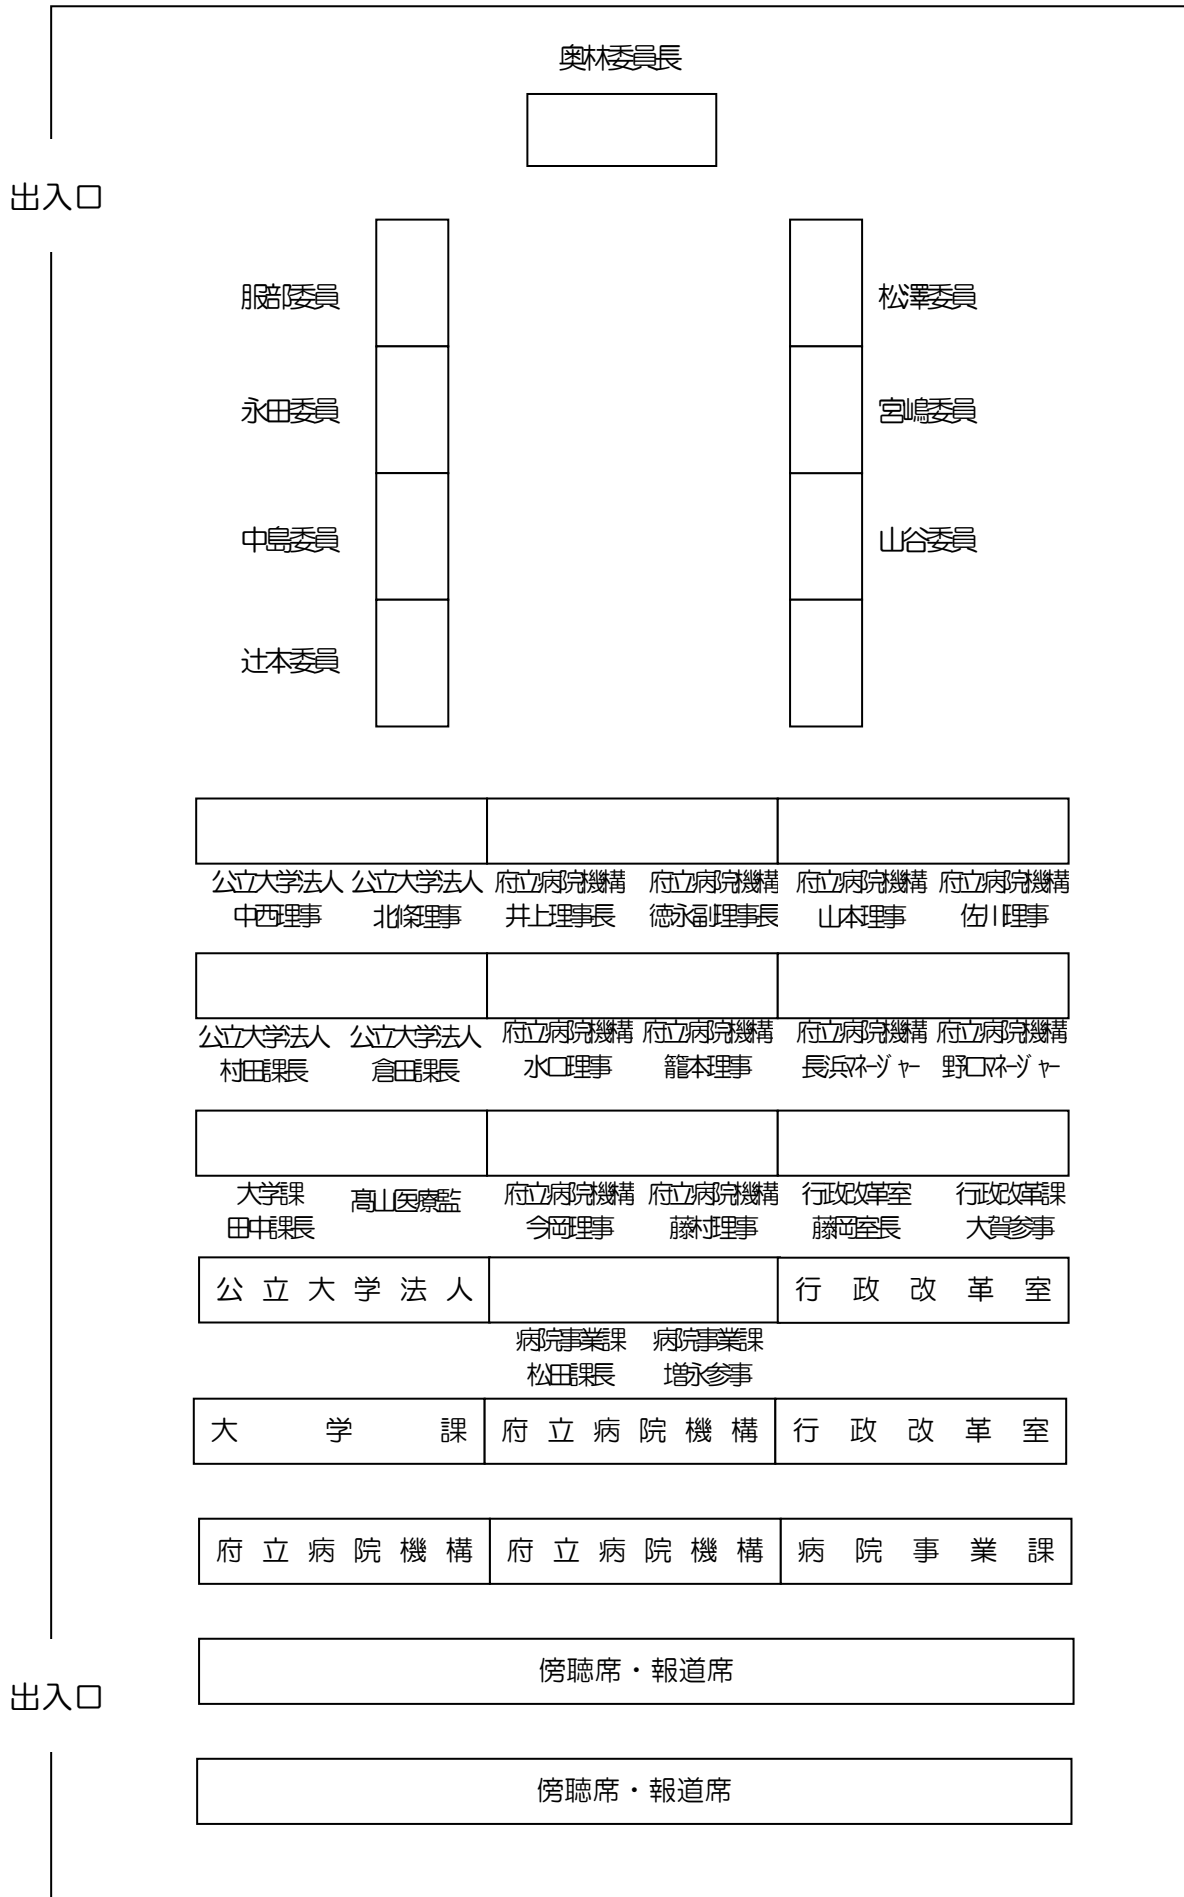 奥林委員長
出入口
服部委員 松澤委員
永田委員 宮嶋委員
中島委員 山谷委員
辻本委員
公立大学法人 公立大学法人 府立病院機構 府立病院機構 府立病院機構 府立病院機構
中西理事 北條理事 井上理事長 徳永副理事長 山本理事 佐川理事
公立大学法人 公立大学法人 府立病院機構 府立病院機構 府立病院機構 府立病院機構
村田課長 倉田課長 水口理事 籠本理事 長浜ﾏﾈｰｼﾞｬｰ 野口ﾏﾈｰｼﾞｬｰ
大学課 髙山医療監 府立病院機構 府立病院機構 行政改革室 行政改革課
田中課長 今岡理事 藤村理事 藤岡室長 大賀参事
公立大学法人 行政改革室
病院事業課 病院事業課
松田課長 増永参事
大学課 府立病院機構 行政改革室
府立病院機構 府立病院機構 病院事業課
傍聴席・報道席
出入口
傍聴席・報道席